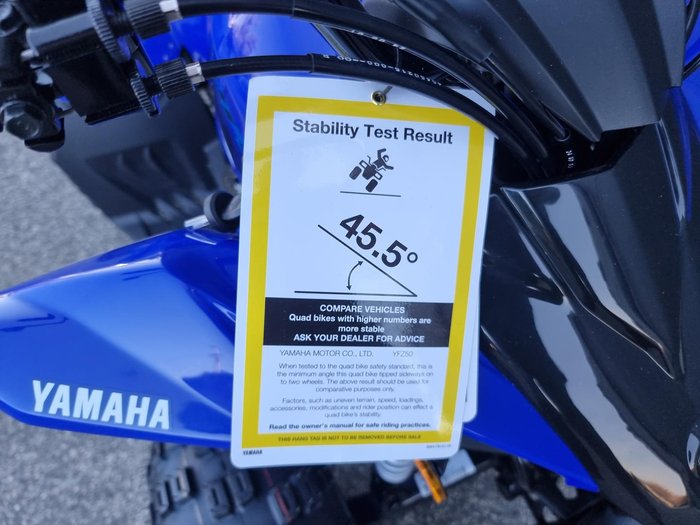 Stability Test Result
45.5°
COMPARE VEHICLES
Quad bikes with higher numbers are
more stable
ASK YOUR DEALER FOR ADVICE
YAMAHA MOTOR CO., LTD. YFZ50
When tested to the quad bike safety standard, this is
the minimum angle this quad bike tipped sideways on
to two wheels. The above result should be used for
comparative purposes only.
Factors, such as uneven terrain, speed, loadings,
accessories, modifications and rider position can effect a
quad bike's stability.
Read the owner's manual for safe riding practices.
THIS HANG TAG IS NOT TO BE REMOVED BEFORE SALE
YAMAHA
YAMAHA